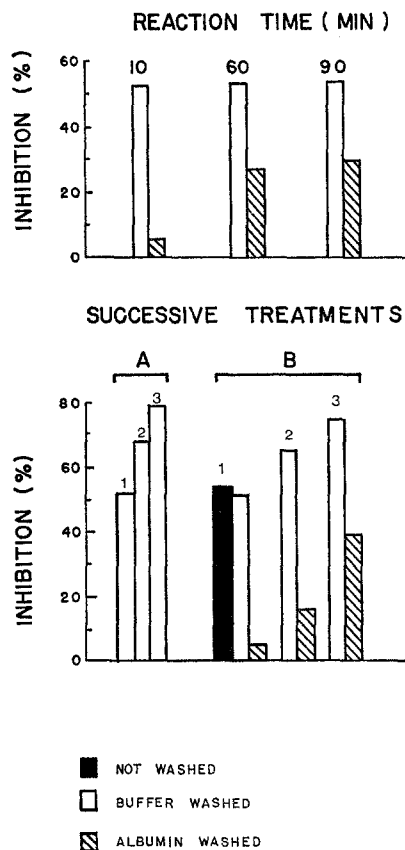 REACTION TIME (MIN)
INHIBITION (%)
60
40
20
0
10
60
90
SUCCESSIVE TREATMENTS
A
B
INHIBITION (%)
80
60
40
20
0
1
2
3
1
2
3
NOT WASHED
BUFFER WASHED
ALBUMIN WASHED